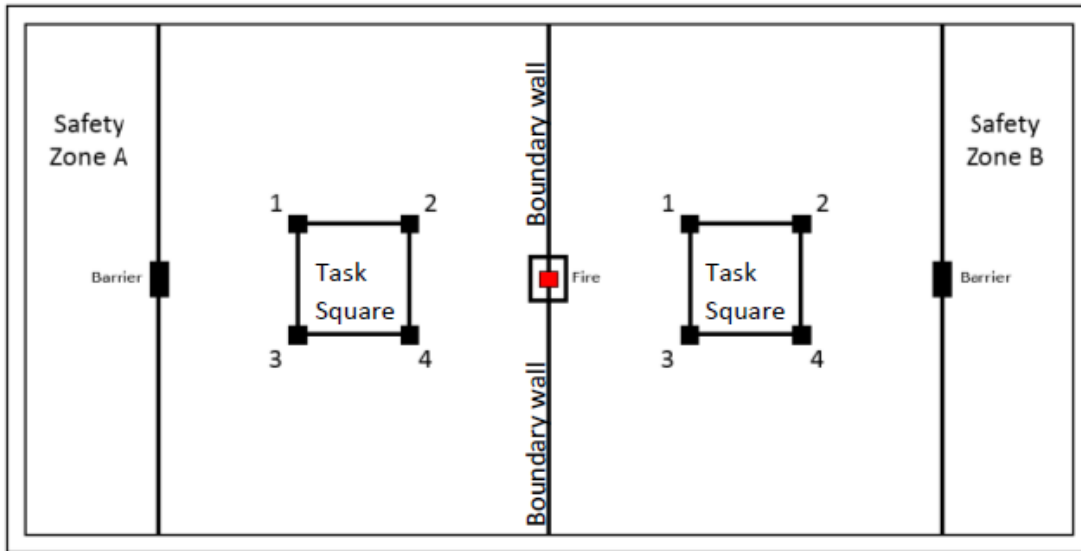 Safety
Zone A
Boundary wall
Safety
Zone B
1
2
1
2
Barrier
Task
Square
Fire
Task
Square
Barrier
3
4
3
4
Boundary wall